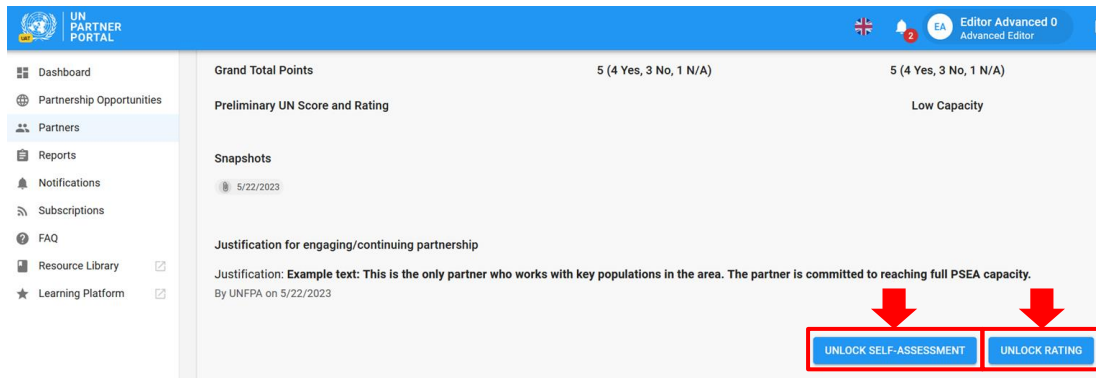 UN
PARTNER
PORTAL
UAT
2
EA
Editor Advanced 0
Advanced Editor
Dashboard
Partnership Opportunities
Partners
Reports
Notifications
Subscriptions
FAQ
Resource Library
Learning Platform
Grand Total Points 5 (4 Yes, 3 No, 1 N/A) 5 (4 Yes, 3 No, 1 N/A)
Preliminary UN Score and Rating Low Capacity
Snapshots
5/22/2023
Justification for engaging/continuing partnership
Justification: Example text: This is the only partner who works with key populations in the area. The partner is committed to reaching full PSEA capacity.
By UNFPA on 5/22/2023
UNLOCK SELF-ASSESSMENT UNLOCK RATING